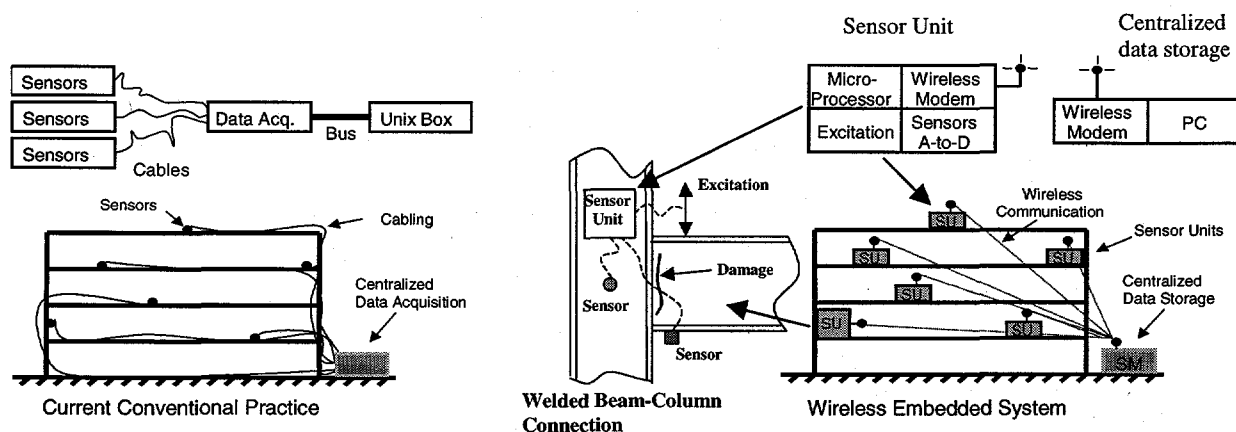 Sensors
Sensors
Sensors
Data Acq.
Bus
Unix Box
Cables
Sensors
Cabling
Centralized
Data Acquisition
Current Conventional Practice
Sensor Unit
Centralized
data storage
Micro-
Processor
Wireless
Modem
Excitation
Sensors
A-to-D
Wireless
Modem
PC
Sensor
Unit
Excitation
Damage
Sensor
Sensor
Welded Beam-Column
Connection
Wireless
Communication
SU
SU
SU
SU
SU
SU
Sensor Units
Centralized
Data Storage
SM
Wireless Embedded System